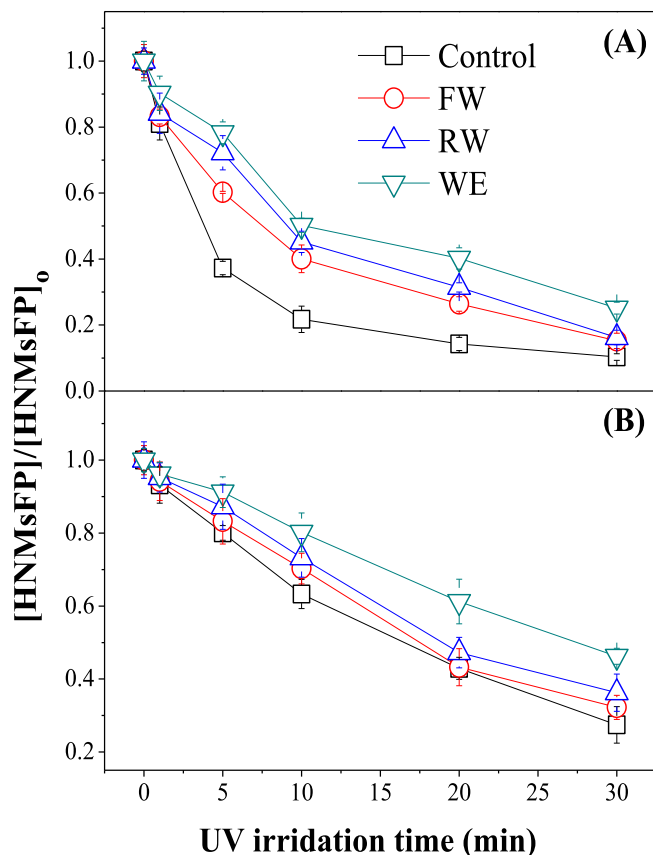 (A)
Control
FW
RW
WE
1.0
0.8
0.6
0.4
0.2
0.0
[HNMsFP]/[HNMsFP]o
(B)
1.0
0.8
0.6
0.4
0.2
0 5 10 15 20 25 30
UV irridation time (min)